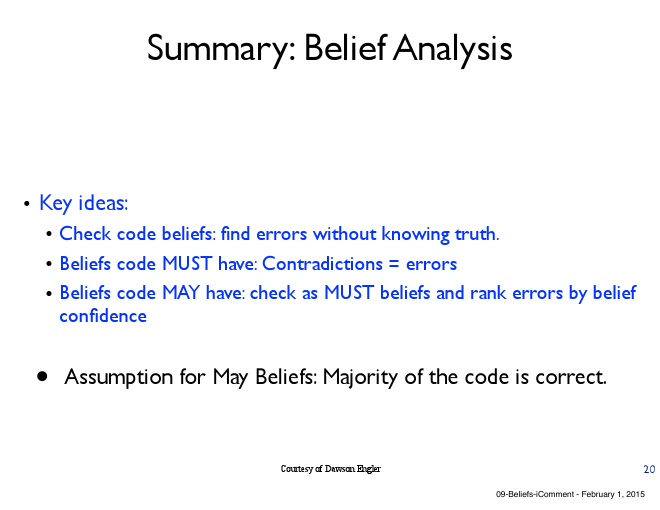 Summary: Belief Analysis
• Key ideas:
• Check code beliefs: find errors without knowing truth.
• Beliefs code MUST have: Contradictions = errors
• Beliefs code MAY have: check as MUST beliefs and rank errors by belief
confidence
• Assumption for May Beliefs: Majority of the code is correct.
Courtesy of Dawson Engler
20
09-Beliefs-iComment - February 1, 2015